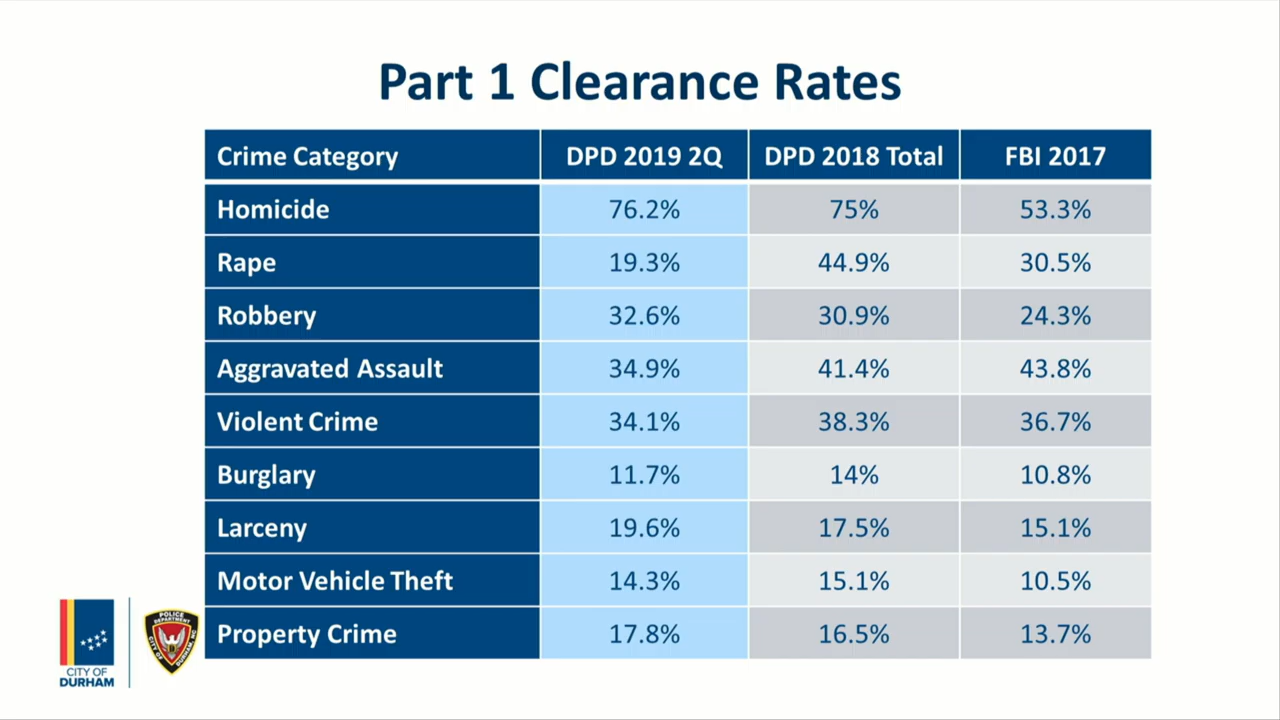 Part 1 Clearance Rates
Crime Category DPD 2019 2Q DPD 2018 Total FBI 2017
Homicide 76.2% 75% 53.3%
Rape 19.3% 44.9% 30.5%
Robbery 32.6% 30.9% 24.3%
Aggravated Assault 34.9% 41.4% 43.8%
Violent Crime 34.1% 38.3% 36.7%
Burglary 11.7% 14% 10.8%
Larceny 19.6% 17.5% 15.1%
Motor Vehicle Theft 14.3% 15.1% 10.5%
Property Crime 17.8% 16.5% 13.7%
CITY OF
DURHAM
POLICE
DEPARTMENT
CITY OF
DURHAM, NC